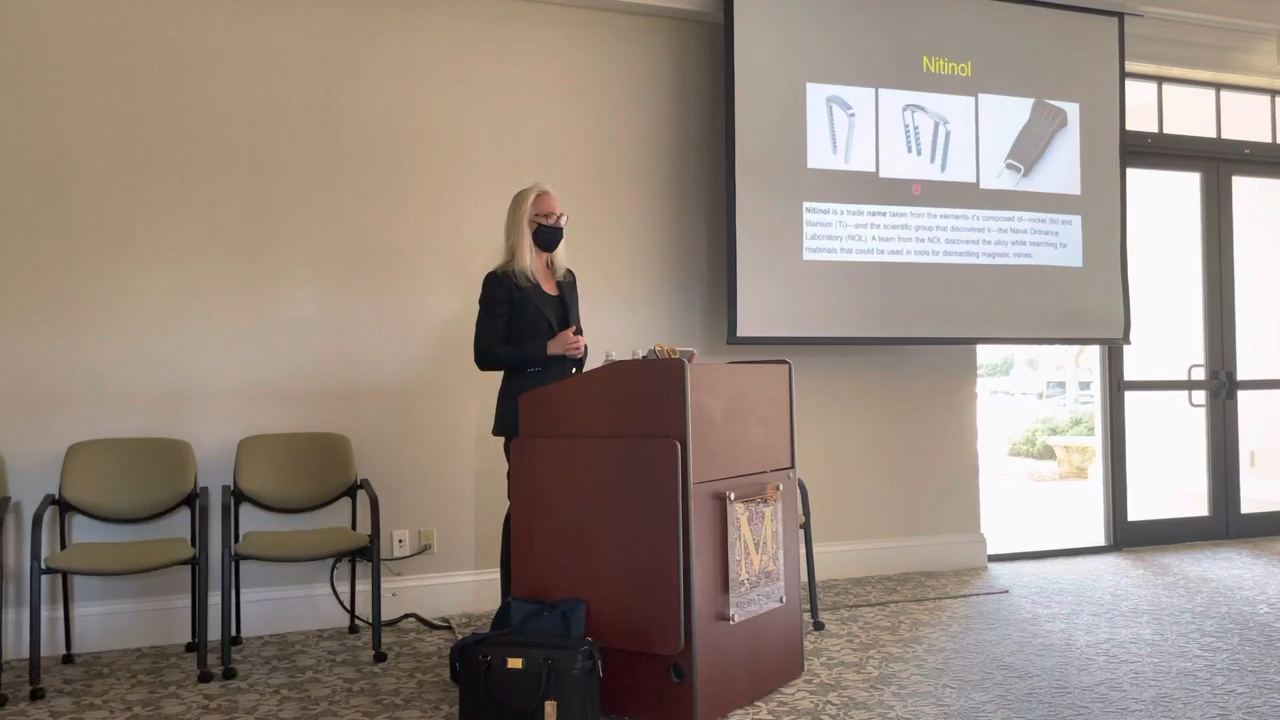 Nitinol
Nitinol is a trade name taken from the elements it's composed of—nickel (Ni) and
titanium (Ti)—and the scientific group that discovered it—the Naval Ordnance
Laboratory (NOL). A team from the NOL discovered the alloy while searching for
materials that could be used in tools for dismantling magnetic mines.
M